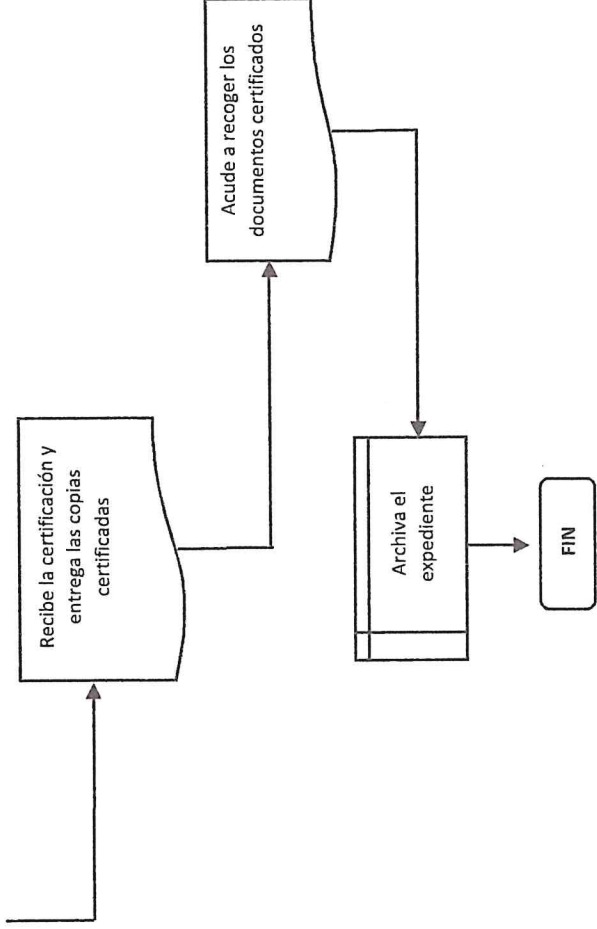 Recibe la certificación y
entrega las copias
certificadas
Acude a recoger los
documentos certificados
Archiva el
expediente
FIN